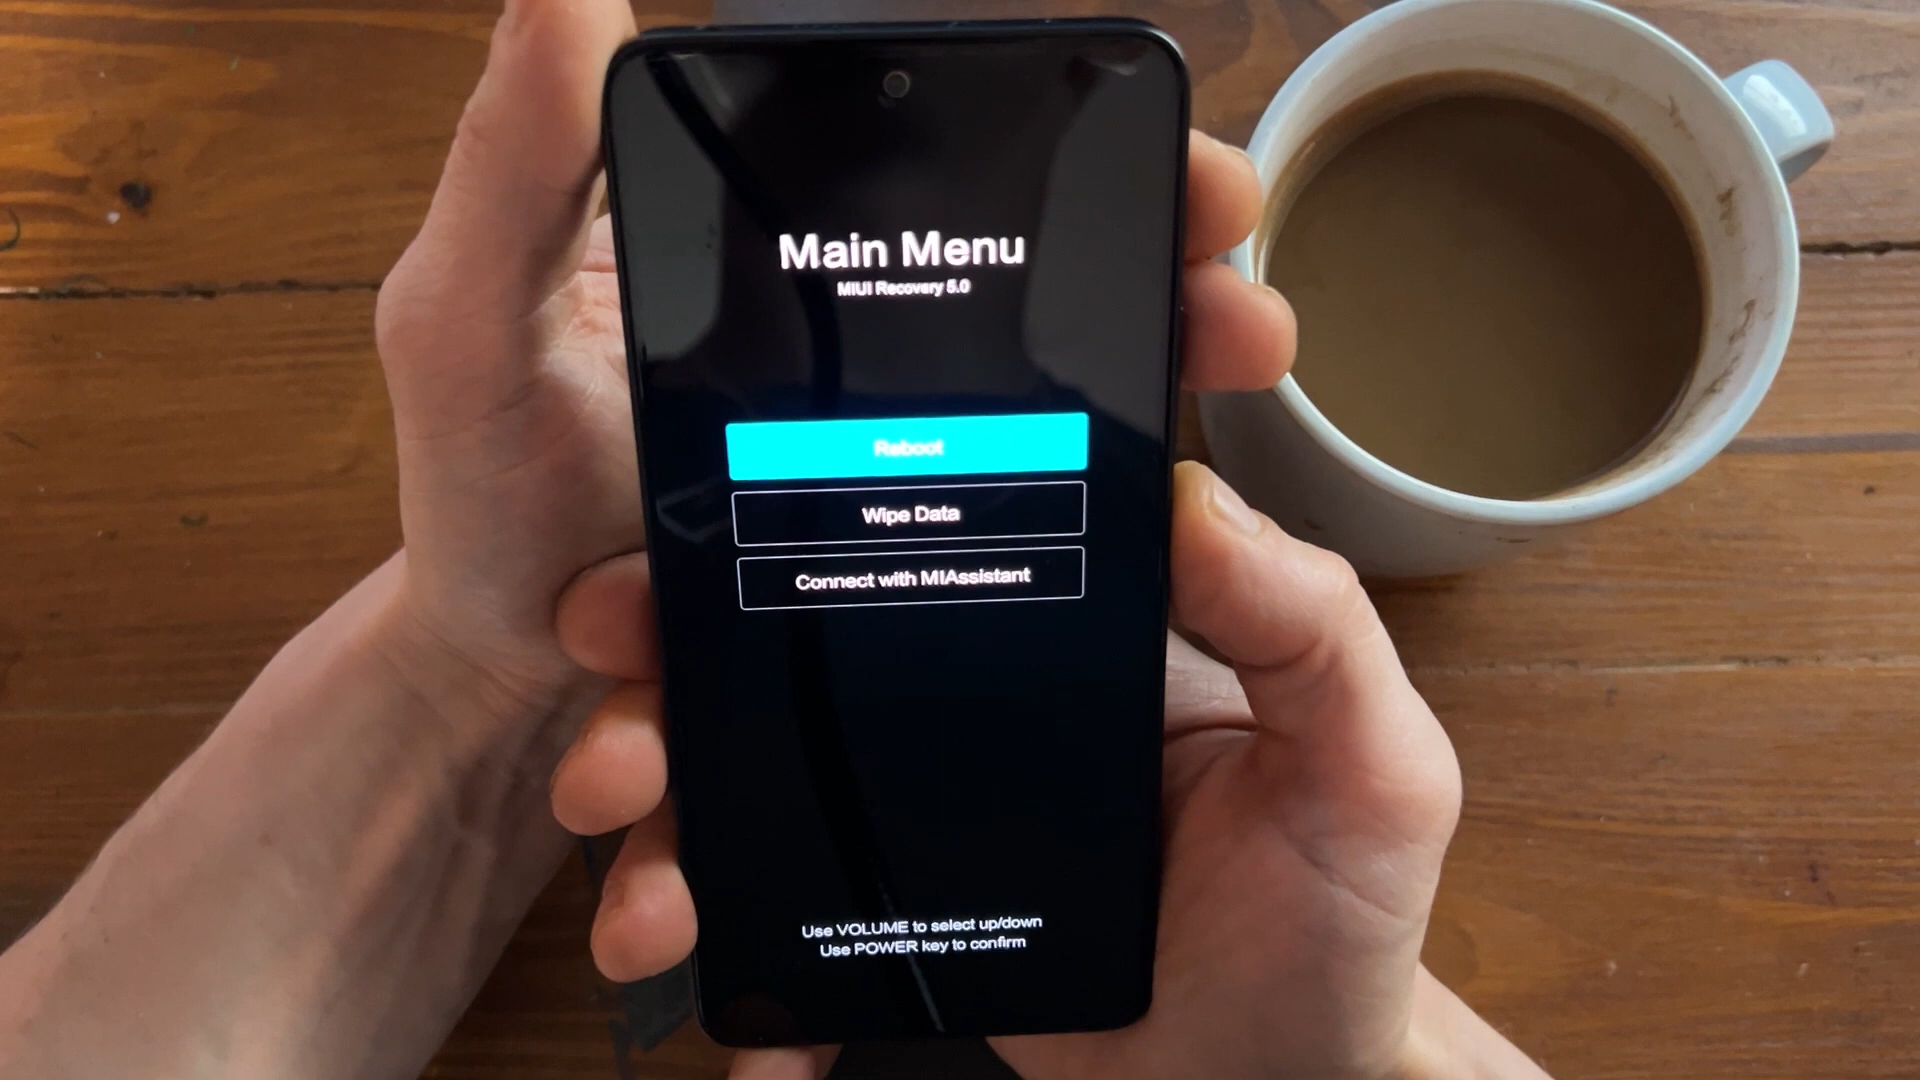 Main Menu
MIUI Recovery 5.0
Reboot
Wipe Data
Connect with MIAssistant
Use VOLUME to select up/down
Use POWER key to confirm